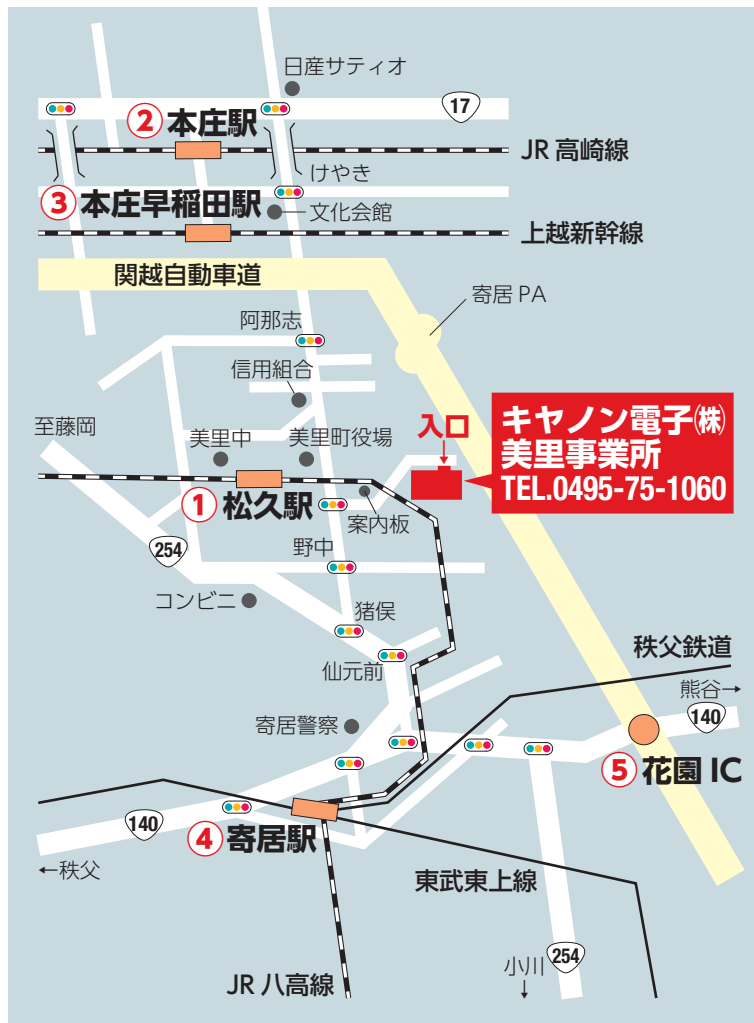 日産サティオ
17
② 本庄駅
JR 高崎線
けやき
③ 本庄早稲田駅
文化会館
上越新幹線
関越自動車道
寄居 PA
阿那志
信用組合
至藤岡
美里中
美里町役場
入口
キヤノン電子㈱
美里事業所
TEL.0495-75-1060
① 松久駅
案内板
254
野中
コンビニ
猪俣
仙元前
秩父鉄道
熊谷→
140
寄居警察
⑤ 花園 IC
140
④ 寄居駅
←秩父
東武東上線
254
小川
↓
JR 八高線